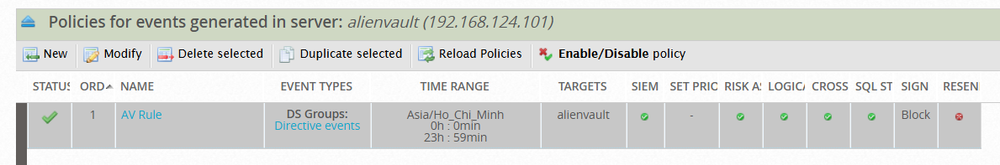 Policies for events generated in server: alienvault (192.168.124.101)
New Modify Delete selected Duplicate selected Reload Policies Enable/Disable policy
STATUS ORD NAME EVENT TYPES TIME RANGE TARGETS SIEM SET PRIO RISK AS LOGICA CROSS SQL ST SIGN RESEN
1 AV Rule DS Groups: Asia/Ho_Chi_Minh alienvault - Block
Directive events 0h : 0min
23h : 59min